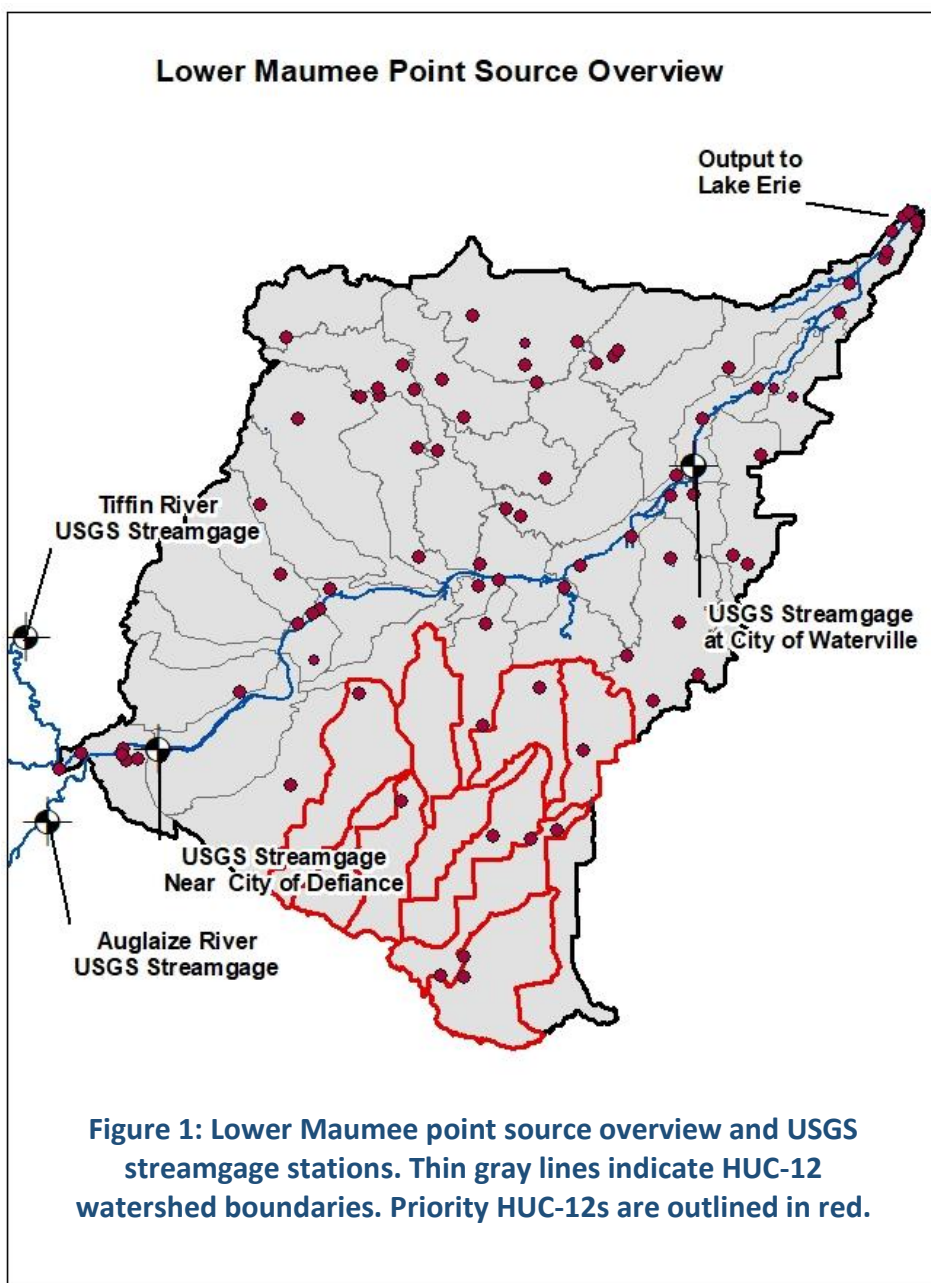 Lower Maumee Point Source Overview
Output to
Lake Erie
Tiffin River
USGS Streamgage
USGS Streamgage
at City of Waterville
USGS Streamgage
Near City of Defiance
Auglaize River
USGS Streamgage
Figure 1: Lower Maumee point source overview and USGS
streamgage stations. Thin gray lines indicate HUC-12
watershed boundaries. Priority HUC-12s are outlined in red.